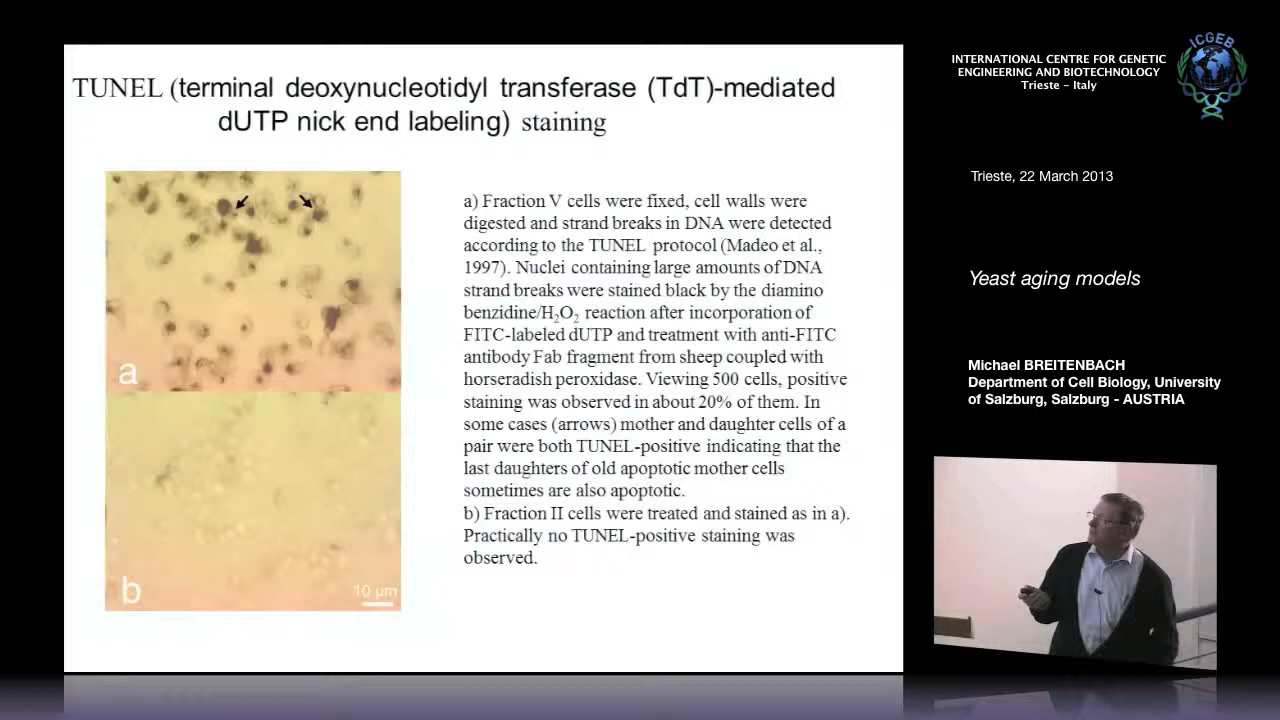 TUNEL (terminal deoxynucleotidyl transferase (TdT)-mediated
dUTP nick end labeling) staining
a
b
10 µm
a) Fraction V cells were fixed, cell walls were
digested and strand breaks in DNA were detected
according to the TUNEL protocol (Madeo et al.,
1997). Nuclei containing large amounts of DNA
strand breaks were stained black by the diamino
benzidine/H₂O₂ reaction after incorporation of
FITC-labeled dUTP and treatment with anti-FITC
antibody Fab fragment from sheep coupled with
horseradish peroxidase. Viewing 500 cells, positive
staining was observed in about 20% of them. In
some cases (arrows) mother and daughter cells of a
pair were both TUNEL-positive indicating that the
last daughters of old apoptotic mother cells
sometimes are also apoptotic.
b) Fraction II cells were treated and stained as in a).
Practically no TUNEL-positive staining was
observed.
INTERNATIONAL CENTRE FOR GENETIC
ENGINEERING AND BIOTECHNOLOGY
Trieste - Italy
ICGEB
Trieste, 22 March 2013
Yeast aging models
Michael BREITENBACH
Department of Cell Biology, University
of Salzburg, Salzburg - AUSTRIA